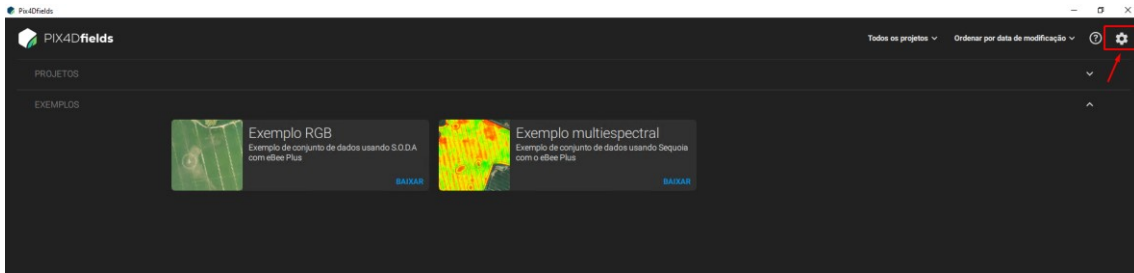 Pix4Dfields
PIX4Dfields
Todos os projetos
Ordenar por data de modificação
PROJETOS
EXEMPLOS
Exemplo RGB
Exemplo de conjunto de dados usando S.O.D.A
com eBee Plus
BAIXAR
Exemplo multiespectral
Exemplo de conjunto de dados usando Sequoia
com o eBee Plus
BAIXAR